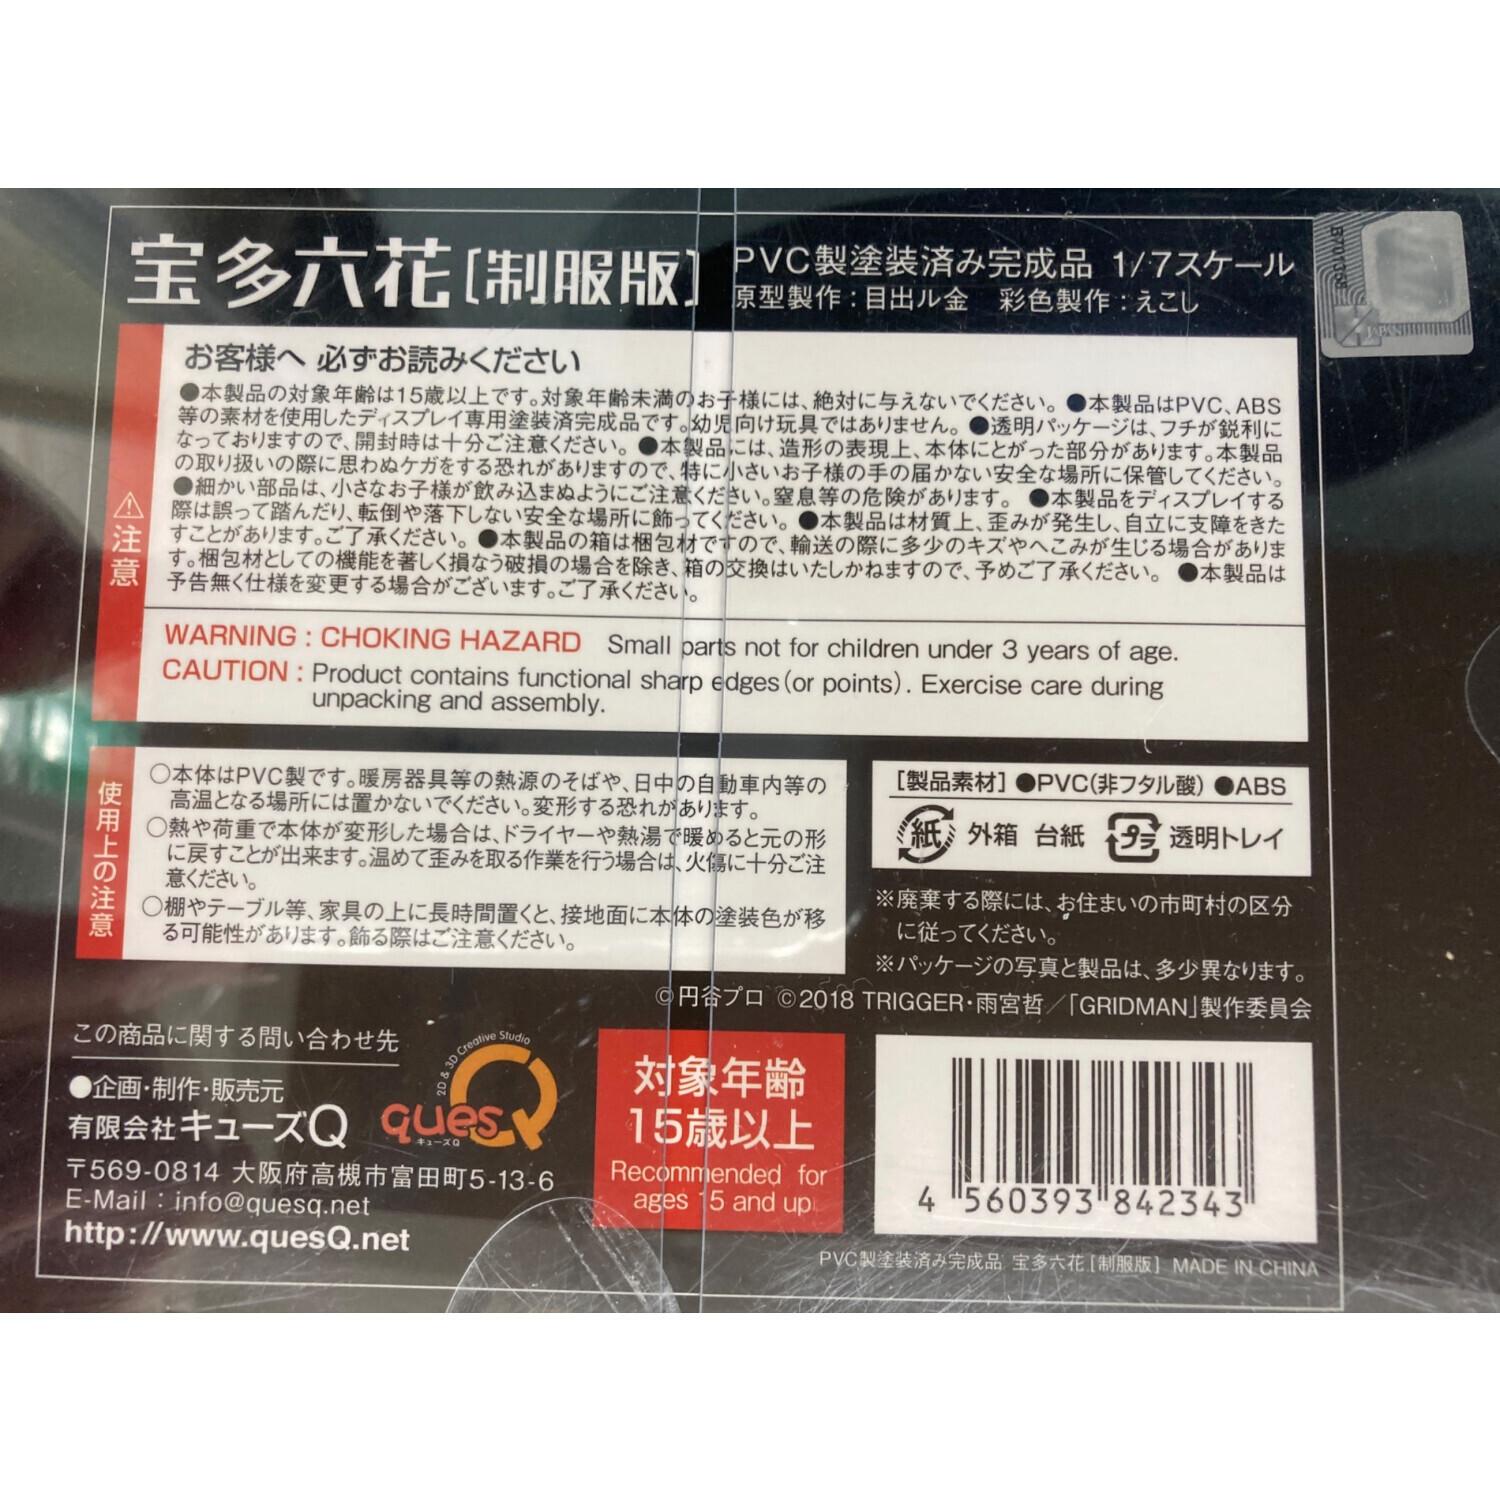 宝多六花[制服版]
PVC製塗装済み完成品 1/7スケール
原型製作:目出ル金 彩色製作:えこし
B701358
JAPAN
⚠注意
お客様へ 必ずお読みください
●本製品の対象年齢は15歳以上です。対象年齢未満のお子様には、絶対に与えないでください。 ●本製品はPVC、ABS
等の素材を使用したディスプレイ専用塗装済完成品です。幼児向け玩具ではありません。 ●透明パッケージは、フチが鋭利に
なっておりますので、開封時は十分ご注意ください。 ●本製品には、造形の表現上、本体にとがった部分があります。本製品
の取り扱いの際に思わぬケガをする恐れがありますので、特に小さいお子様の手の届かない安全な場所に保管してください。
●細かい部品は、小さなお子様が飲み込まぬようにご注意ください。窒息等の危険があります。 ●本製品をディスプレイする
際は誤って踏んだり、転倒や落下しない安全な場所に飾ってください。 ●本製品は材質上、歪みが発生し、自立に支障をきた
すことがあります。ご了承ください。 ●本製品の箱は梱包材ですので、輸送の際に多少のキズやへこみが生じる場合がありま
す。梱包材としての機能を著しく損なう破損の場合を除き、箱の交換はいたしかねますので、予めご了承ください。 ●本製品は
予告無く仕様を変更する場合がございます。ご了承ください。
WARNING : CHOKING HAZARD Small parts not for children under 3 years of age.
CAUTION : Product contains functional sharp edges(or points). Exercise care during
unpacking and assembly.
使用上の注意
○本体はPVC製です。暖房器具等の熱源のそばや、日中の自動車内等の
高温となる場所には置かないでください。変形する恐れがあります。
○熱や荷重で本体が変形した場合は、ドライヤーや熱湯で暖めると元の形
に戻すことが出来ます。温めて歪みを取る作業を行う場合は、火傷に十分ご注
意ください。
○棚やテーブル等、家具の上に長時間置くと、接地面に本体の塗装色が移
る可能性があります。飾る際はご注意ください。
[製品素材] ●PVC(非フタル酸) ●ABS
紙 外箱 台紙 プラ 透明トレイ
※廃棄する際には、お住まいの市町村の区分
に従ってください。
※パッケージの写真と製品は、多少異なります。
©円谷プロ ©2018 TRIGGER・雨宮哲/「GRIDMAN」製作委員会
この商品に関する問い合わせ先
●企画・制作・販売元
有限会社キューズQ
2D & 3D Creative Studio
quesQ
キューズQ
〒569-0814 大阪府高槻市富田町5-13-6
E-Mail : info@quesq.net
http://www.quesQ.net
対象年齢
15歳以上
Recommended for
ages 15 and up
4 560393 842343
PVC製塗装済み完成品 宝多六花[制服版] MADE IN CHINA